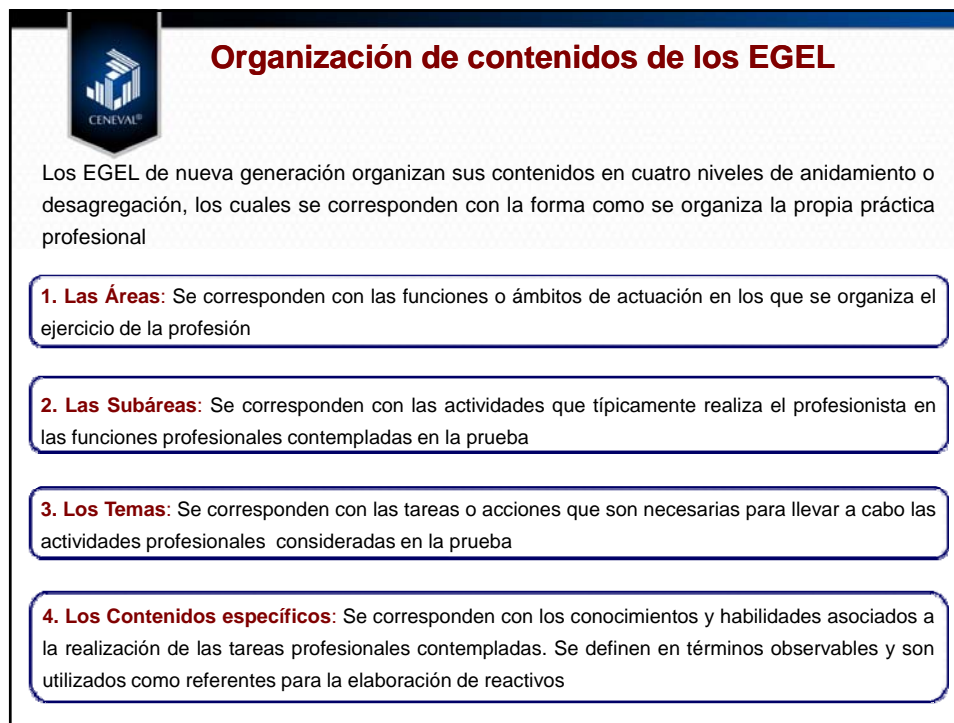 Organización de contenidos de los EGEL
CENEVAL®
Los EGEL de nueva generación organizan sus contenidos en cuatro niveles de anidamiento o
desagregación, los cuales se corresponden con la forma como se organiza la propia práctica
profesional
1. Las Áreas: Se corresponden con las funciones o ámbitos de actuación en los que se organiza el
ejercicio de la profesión
2. Las Subáreas: Se corresponden con las actividades que típicamente realiza el profesionista en
las funciones profesionales contempladas en la prueba
3. Los Temas: Se corresponden con las tareas o acciones que son necesarias para llevar a cabo las
actividades profesionales consideradas en la prueba
4. Los Contenidos específicos: Se corresponden con los conocimientos y habilidades asociados a
la realización de las tareas profesionales contempladas. Se definen en términos observables y son
utilizados como referentes para la elaboración de reactivos